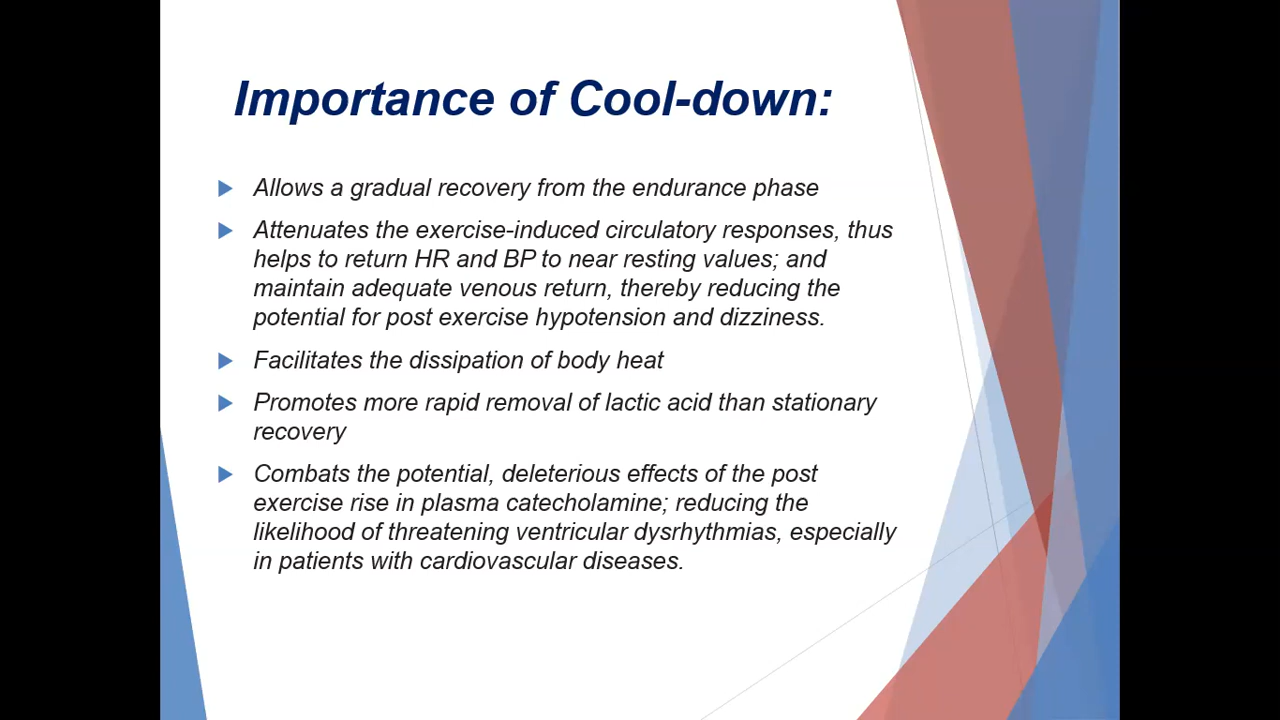 Importance of Cool-down:
Allows a gradual recovery from the endurance phase
Attenuates the exercise-induced circulatory responses, thus
helps to return HR and BP to near resting values; and
maintain adequate venous return, thereby reducing the
potential for post exercise hypotension and dizziness.
Facilitates the dissipation of body heat
Promotes more rapid removal of lactic acid than stationary
recovery
Combats the potential, deleterious effects of the post
exercise rise in plasma catecholamine; reducing the
likelihood of threatening ventricular dysrhythmias, especially
in patients with cardiovascular diseases.